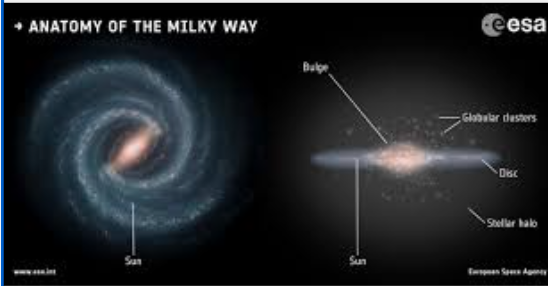 → ANATOMY OF THE MILKY WAY
esa
Bulge
Globular clusters
Disc
Stellar halo
Sun
Sun
www.esa.int
European Space Agency